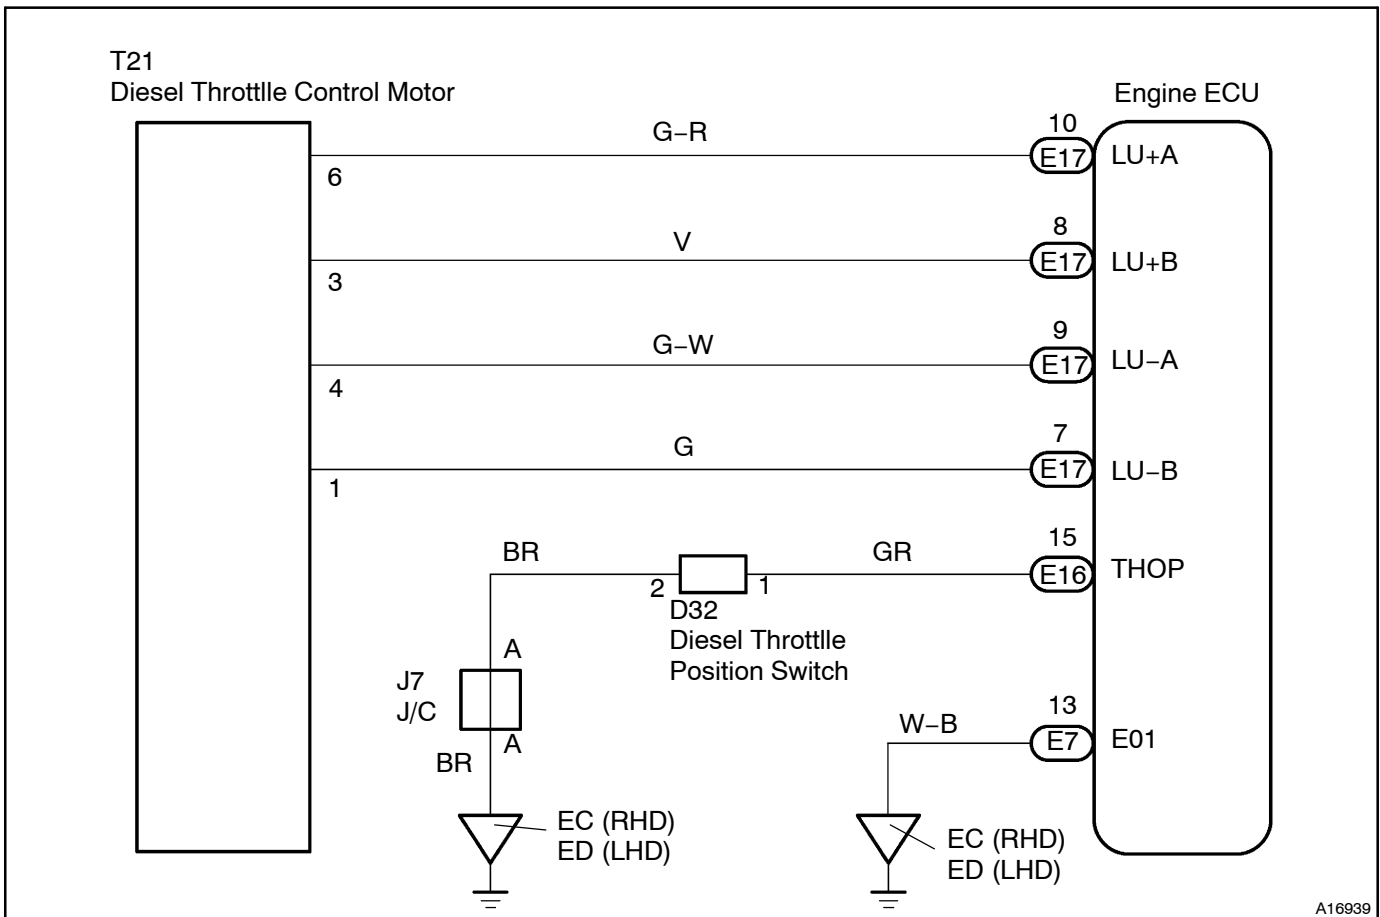 T21
Diesel Throttlle Control Motor
Engine ECU
G−R
10
6
E17
LU+A
V
8
3
E17
LU+B
G−W
9
4
E17
LU−A
G
7
1
E17
LU−B
BR
GR
15
2
1
E16
THOP
D32
Diesel Throttlle
Position Switch
A
J7
J/C
A
BR
W−B
13
E7
E01
EC (RHD)
ED (LHD)
EC (RHD)
ED (LHD)
A16939